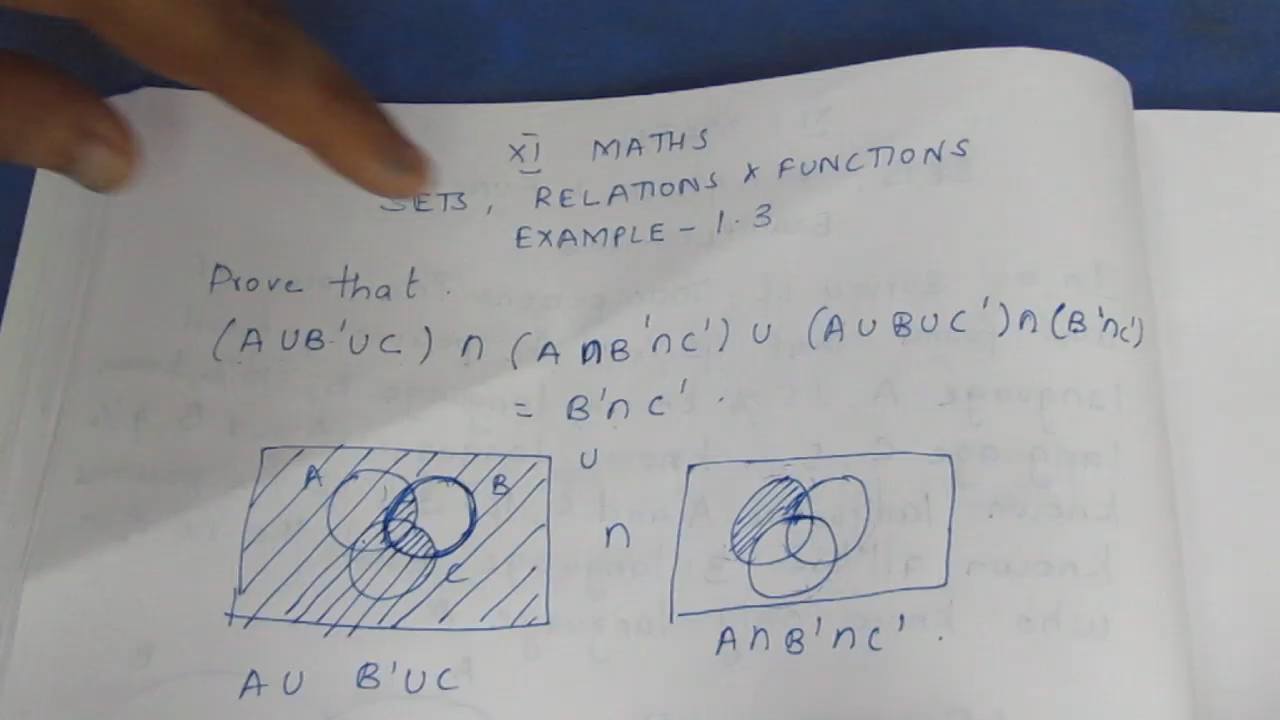 XI MATHS
SETS, RELATIONS & FUNCTIONS
EXAMPLE - 1.3
Prove that.
(A∪B'∪C) ∩ (A∩B'∩C') ∪ (A∪B∪C')∩(B'∩C')
= B'∩C'.
∪
A B
∩
C
A∩B'∩C'.
A∪ B'∪C